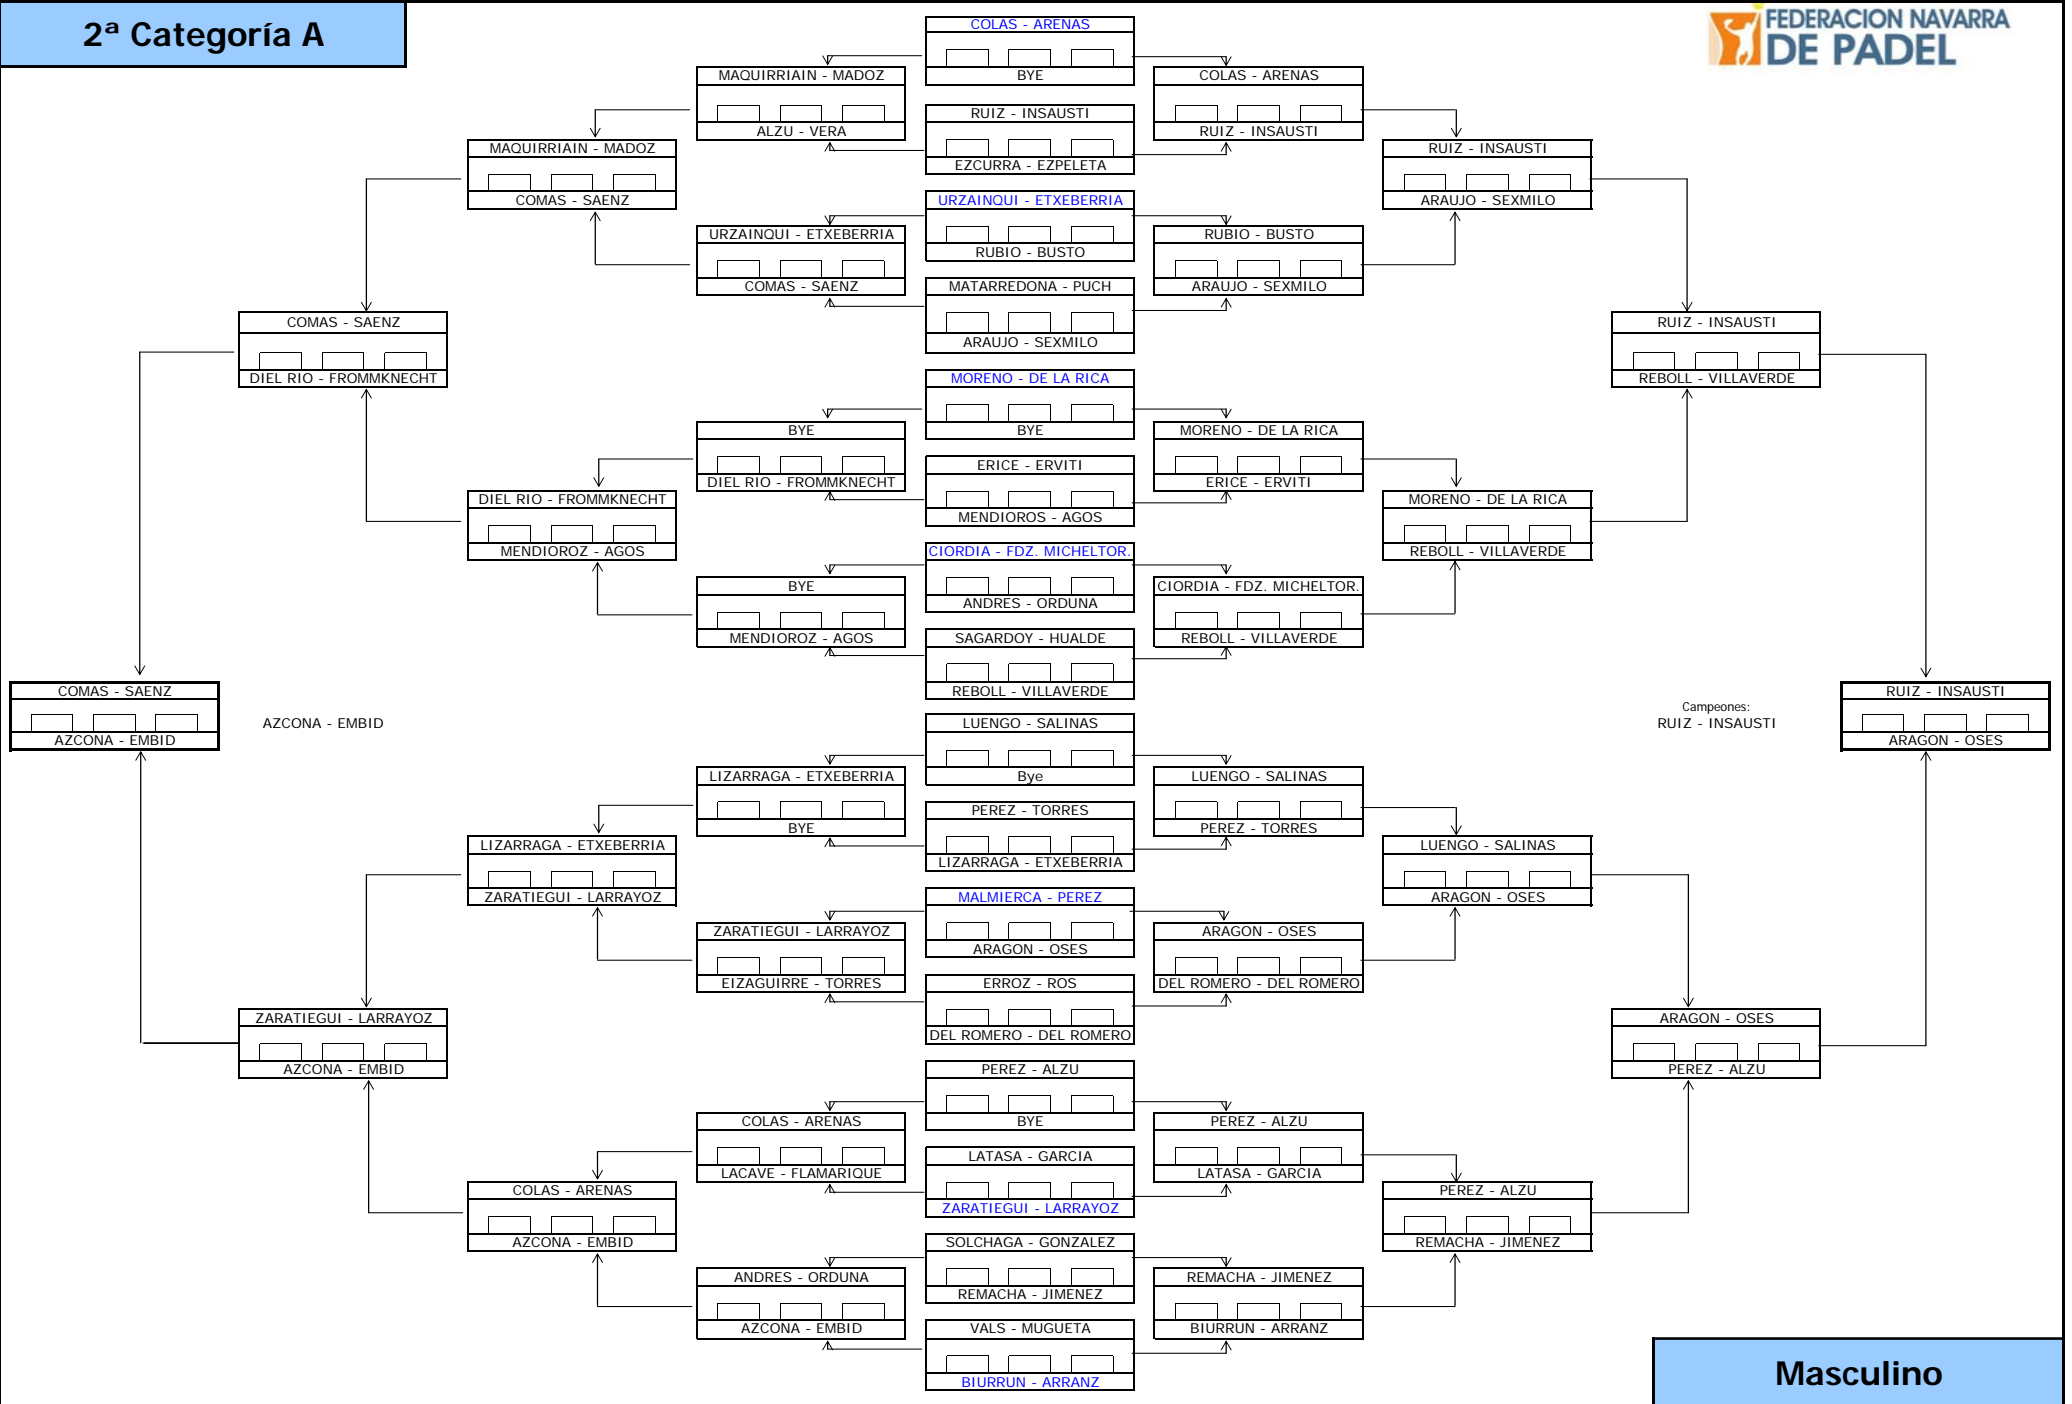 2ª Categoría A
FEDERACION NAVARRA
DE PADEL
COLAS - ARENAS
BYE
RUIZ - INSAUSTI
EZCURRA - EZPELETA
URZAINQUI - ETXEBERRIA
RUBIO - BUSTO
MATARREDONA - PUCH
ARAUJO - SEXMILO
MORENO - DE LA RICA
BYE
ERICE - ERVITI
MENDIOROS - AGOS
CIORDIA - FDZ. MICHELTOR.
ANDRES - ORDUNA
SAGARDOY - HUALDE
REBOLL - VILLAVERDE
LUENGO - SALINAS
Bye
PEREZ - TORRES
LIZARRAGA - ETXEBERRIA
MALMIERCA - PEREZ
ARAGON - OSES
ERROZ - ROS
DEL ROMERO - DEL ROMERO
PEREZ - ALZU
BYE
LATASA - GARCIA
ZARATIEGUI - LARRAYOZ
SOLCHAGA - GONZALEZ
REMACHA - JIMENEZ
VALS - MUGUETA
BIURRUN - ARRANZ
MAQUIRRIAIN - MADOZ
ALZU - VERA
URZAINQUI - ETXEBERRIA
COMAS - SAENZ
BYE
DIEL RIO - FROMMKNECHT
BYE
MENDIOROZ - AGOS
LIZARRAGA - ETXEBERRIA
BYE
ZARATIEGUI - LARRAYOZ
EIZAGUIRRE - TORRES
COLAS - ARENAS
LACAVE - FLAMARIQUE
ANDRES - ORDUNA
AZCONA - EMBID
MAQUIRRIAIN - MADOZ
COMAS - SAENZ
DIEL RIO - FROMMKNECHT
MENDIOROZ - AGOS
LIZARRAGA - ETXEBERRIA
ZARATIEGUI - LARRAYOZ
COLAS - ARENAS
AZCONA - EMBID
COMAS - SAENZ
DIEL RIO - FROMMKNECHT
ZARATIEGUI - LARRAYOZ
AZCONA - EMBID
COMAS - SAENZ
AZCONA - EMBID
AZCONA - EMBID
COLAS - ARENAS
RUIZ - INSAUSTI
RUBIO - BUSTO
ARAUJO - SEXMILO
MORENO - DE LA RICA
ERICE - ERVITI
CIORDIA - FDZ. MICHELTOR.
REBOLL - VILLAVERDE
LUENGO - SALINAS
PEREZ - TORRES
ARAGON - OSES
DEL ROMERO - DEL ROMERO
PEREZ - ALZU
LATASA - GARCIA
REMACHA - JIMENEZ
BIURRUN - ARRANZ
RUIZ - INSAUSTI
ARAUJO - SEXMILO
MORENO - DE LA RICA
REBOLL - VILLAVERDE
LUENGO - SALINAS
ARAGON - OSES
PEREZ - ALZU
REMACHA - JIMENEZ
RUIZ - INSAUSTI
REBOLL - VILLAVERDE
ARAGON - OSES
PEREZ - ALZU
RUIZ - INSAUSTI
ARAGON - OSES
Campeones:
RUIZ - INSAUSTI
Masculino